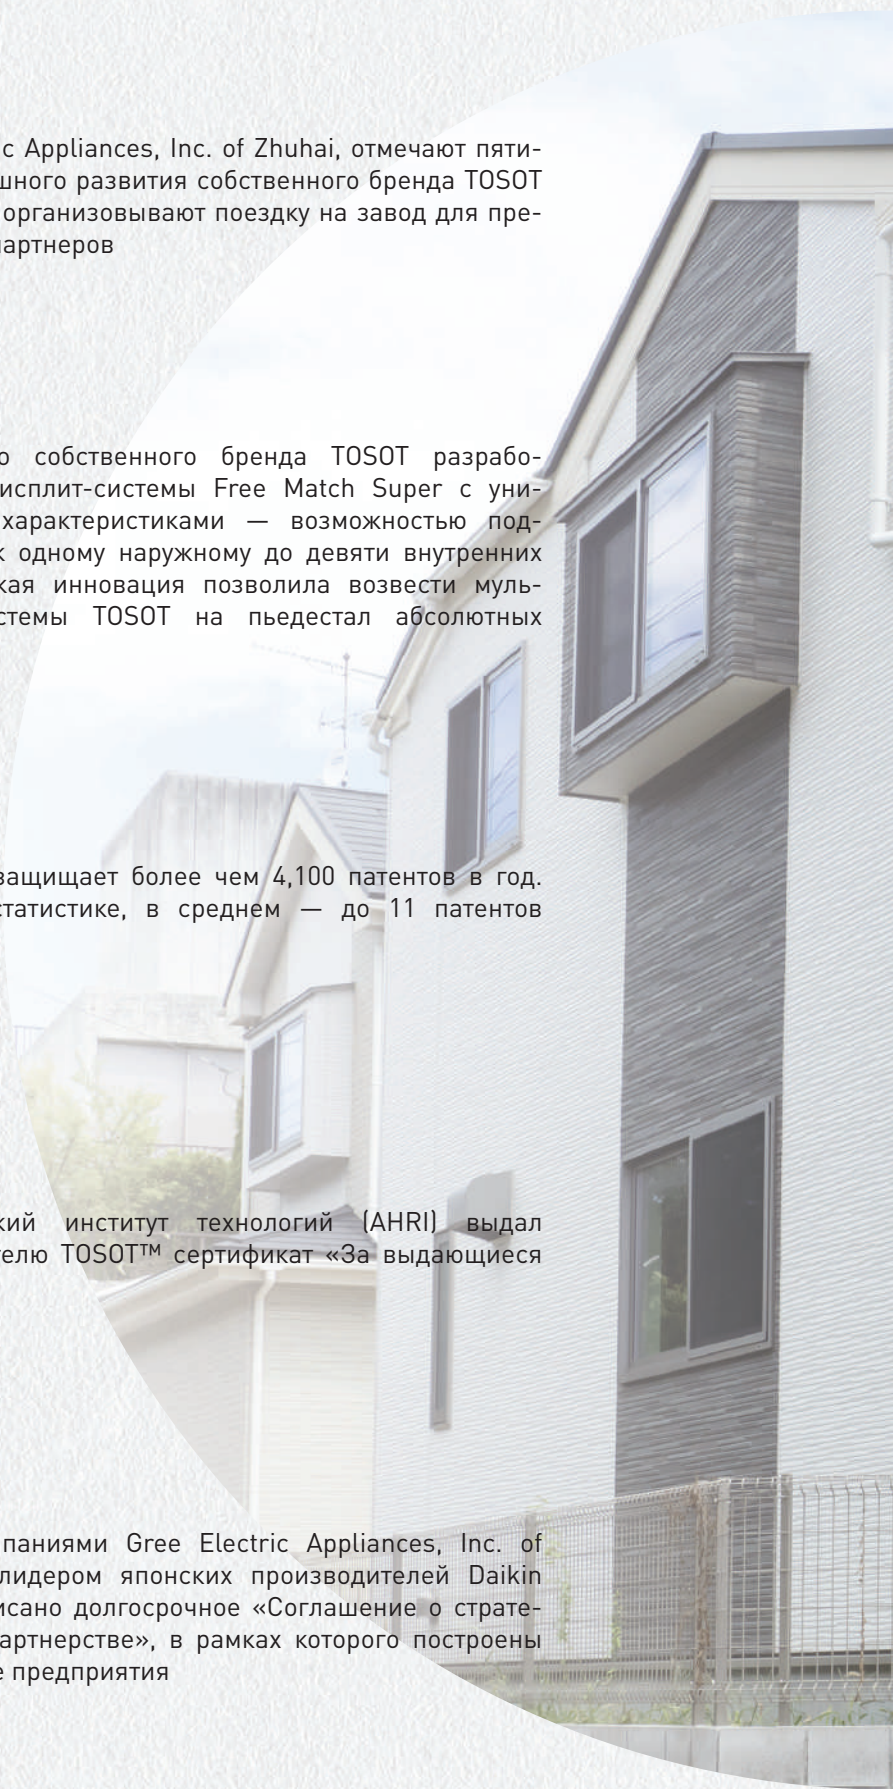 c Appliances, Inc. of Zhuhai, отмечают пяти-
шного развития собственного бренда TOSOT
организовывают поездку на завод для пре-
партнеров
о собственного бренда TOSOT разрабо-
исплит-системы Free Match Super с уни-
характеристиками — возможностью под-
к одному наружному до девяти внутренних
кая инновация позволила возвести муль-
стемы TOSOT на пьедестал абсолютных
защищает более чем 4,100 патентов в год.
статистике, в среднем — до 11 патентов
кий институт технологий (AHRI) выдал
телю TOSOT™ сертификат «За выдающиеся
паниями Gree Electric Appliances, Inc. of
лидером японских производителей Daikin
исано долгосрочное «Соглашение о страте-
артнерстве», в рамках которого построены
е предприятия